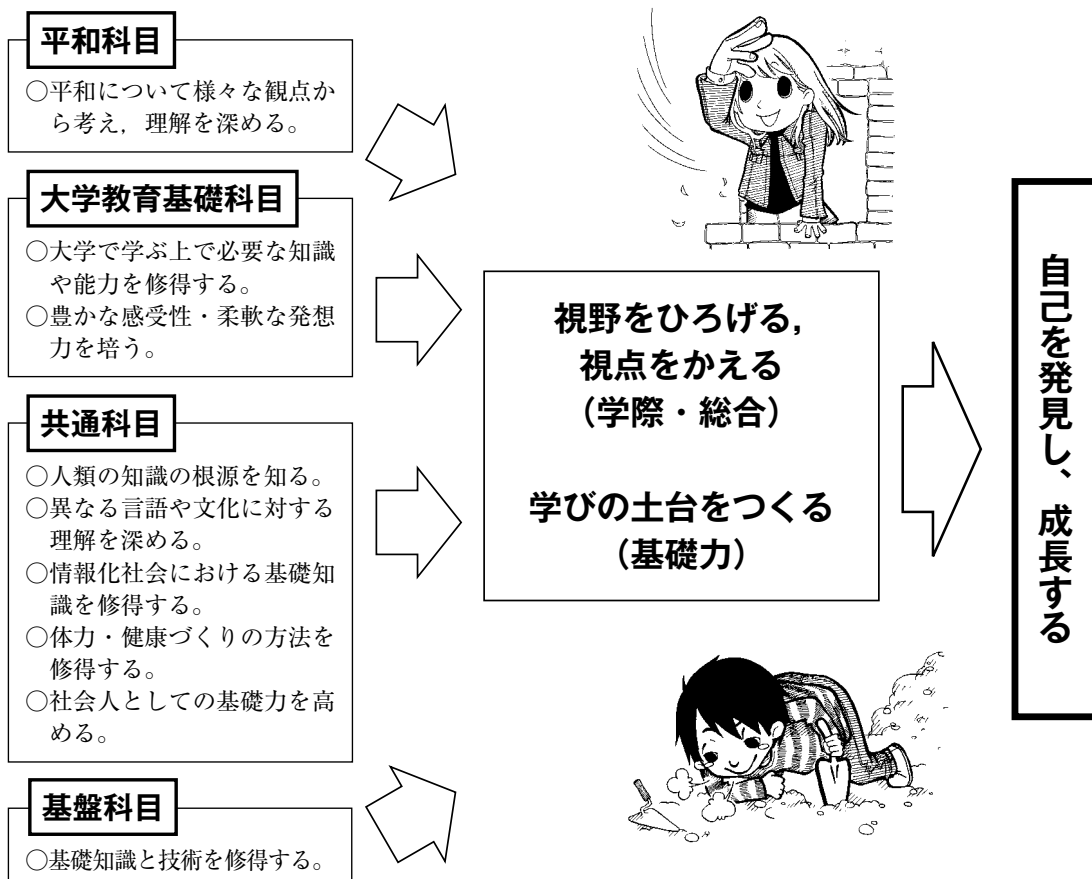 平和科目
○平和について様々な観点か
ら考え，理解を深める。
大学教育基礎科目
○大学で学ぶ上で必要な知識
や能力を修得する。
○豊かな感受性・柔軟な発想
力を培う。
共通科目
○人類の知識の根源を知る。
○異なる言語や文化に対する
理解を深める。
○情報化社会における基礎知
識を修得する。
○体力・健康づくりの方法を
修得する。
○社会人としての基礎力を高
める。
基盤科目
○基礎知識と技術を修得する。
視野をひろげる，
視点をかえる
（学際・総合）
学びの土台をつくる
（基礎力）
自己を発見し、成長する